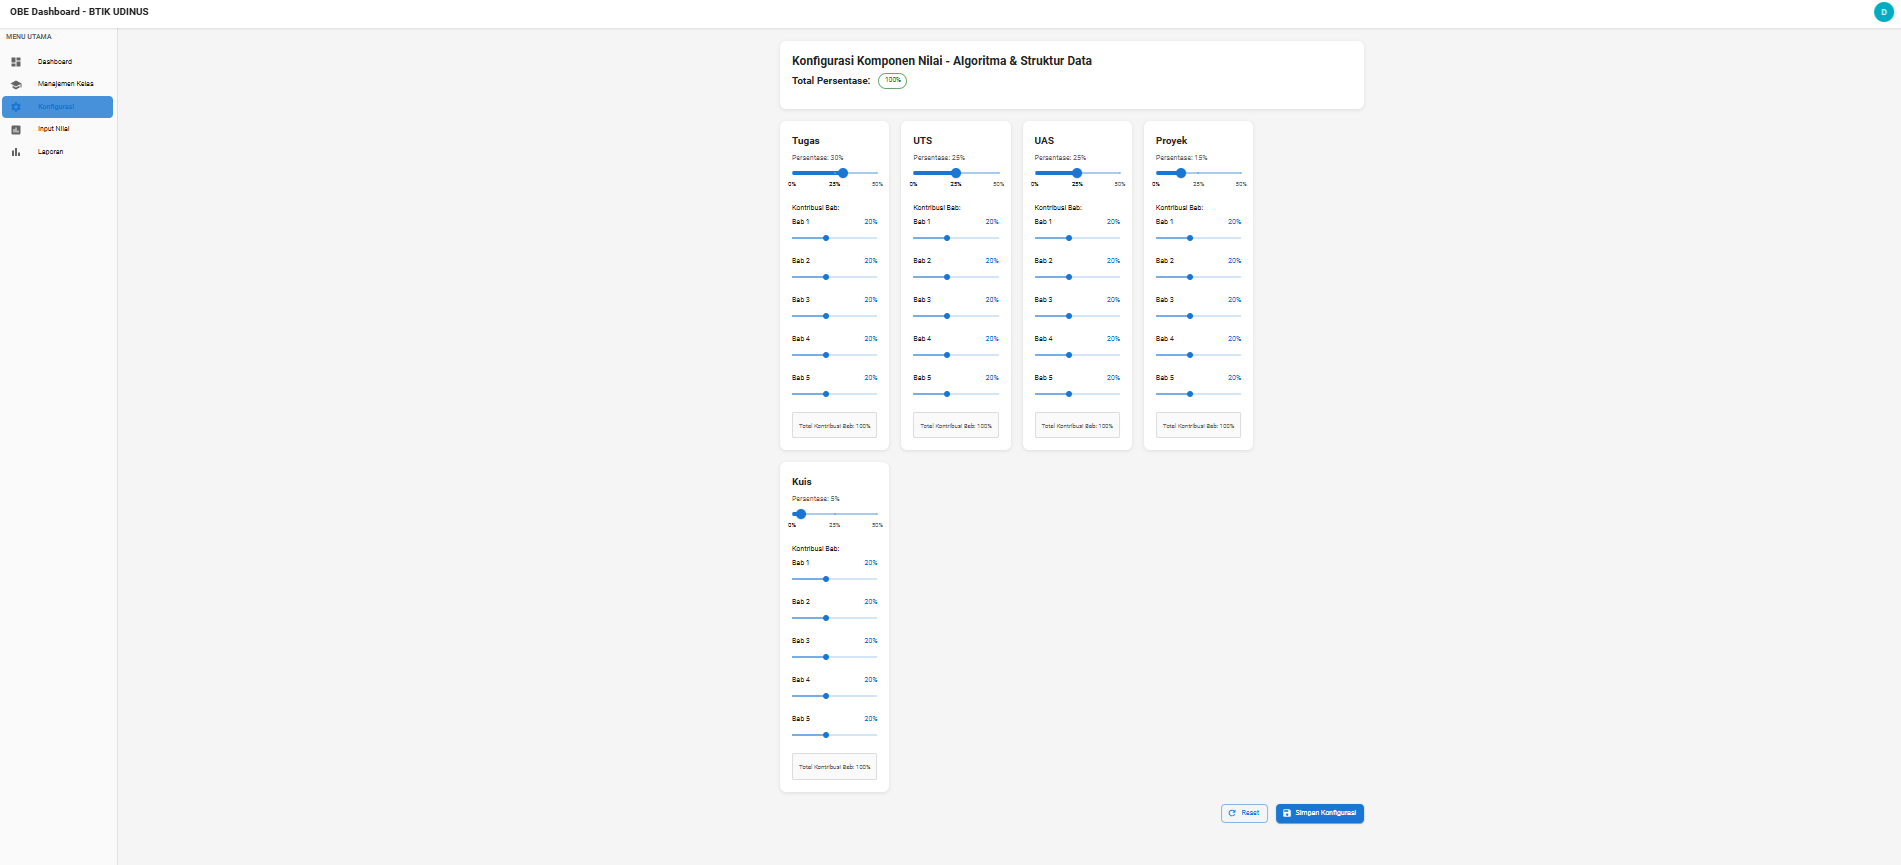 OBE Dashboard - BTIK UDINUS
D
MENU UTAMA
Dashboard
Manajemen Kelas
Konfigurasi
Input Nilai
Laporan
Konfigurasi Komponen Nilai - Algoritma & Struktur Data
Total Persentase: 100%
Tugas
Persentase: 30%
0% 25% 50%
Kontribusi Bab:
Bab 1 20%
Bab 2 20%
Bab 3 20%
Bab 4 20%
Bab 5 20%
Total Kontribusi Bab: 100%
UTS
Persentase: 25%
0% 25% 50%
Kontribusi Bab:
Bab 1 20%
Bab 2 20%
Bab 3 20%
Bab 4 20%
Bab 5 20%
Total Kontribusi Bab: 100%
UAS
Persentase: 25%
0% 25% 50%
Kontribusi Bab:
Bab 1 20%
Bab 2 20%
Bab 3 20%
Bab 4 20%
Bab 5 20%
Total Kontribusi Bab: 100%
Proyek
Persentase: 15%
0% 25% 50%
Kontribusi Bab:
Bab 1 20%
Bab 2 20%
Bab 3 20%
Bab 4 20%
Bab 5 20%
Total Kontribusi Bab: 100%
Kuis
Persentase: 5%
0% 25% 50%
Kontribusi Bab:
Bab 1 20%
Bab 2 20%
Bab 3 20%
Bab 4 20%
Bab 5 20%
Total Kontribusi Bab: 100%
Reset
Simpan Konfigurasi